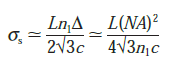 σₛ ≃ Ln₁Δ / 2√3c ≃ L(NA)² / 4√3n₁c